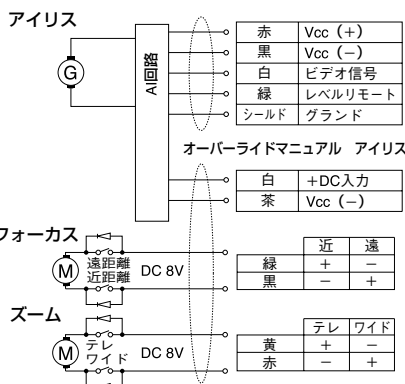 アイリス
G
AI回路
赤 Vcc（+）
黒 Vcc（−）
白 ビデオ信号
緑 レベルリモート
シールド グランド
オーバーライドマニュアル アイリス
白 +DC入力
茶 Vcc（−）
フォーカス
M
遠距離
近距離
DC 8V
近 遠
緑 + −
黒 − +
ズーム
M
テレ
ワイド
DC 8V
テレ ワイド
黄 + −
赤 − +